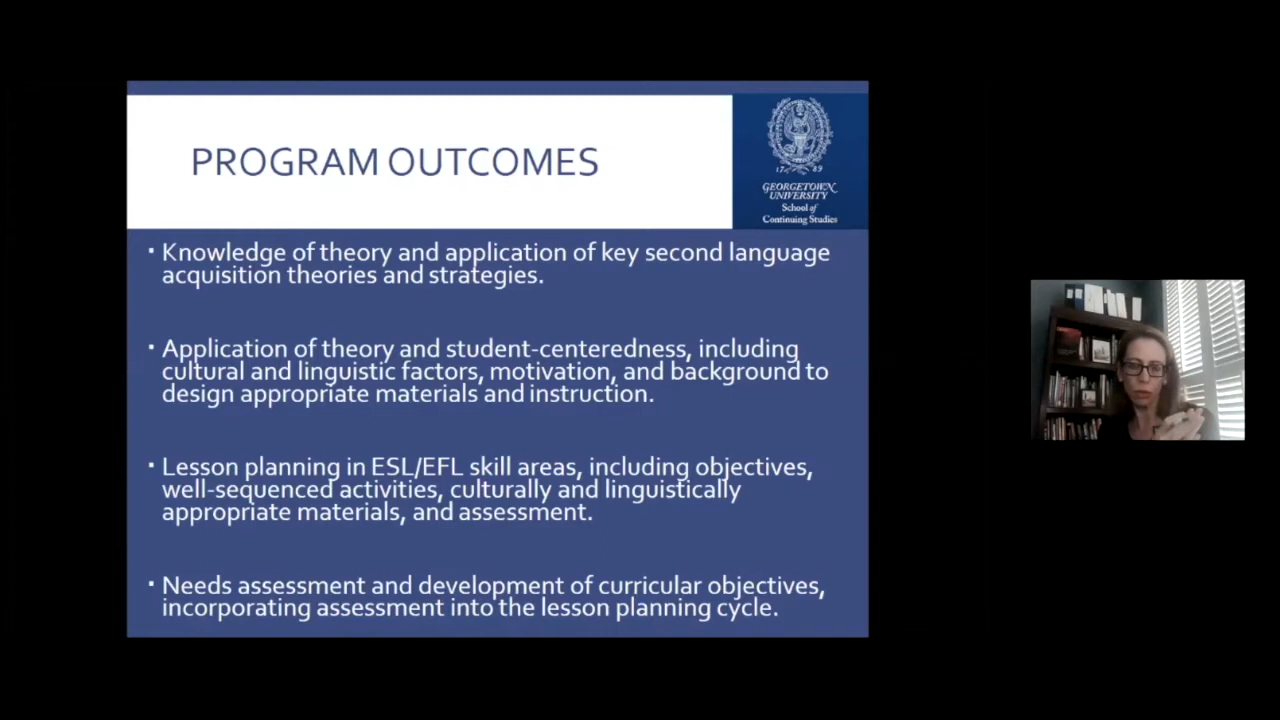 PROGRAM OUTCOMES
17 89
GEORGETOWN
UNIVERSITY
School of
Continuing Studies
▪ Knowledge of theory and application of key second language
acquisition theories and strategies.
▪ Application of theory and student-centeredness, including
cultural and linguistic factors, motivation, and background to
design appropriate materials and instruction.
▪ Lesson planning in ESL/EFL skill areas, including objectives,
well-sequenced activities, culturally and linguistically
appropriate materials, and assessment.
▪ Needs assessment and development of curricular objectives,
incorporating assessment into the lesson planning cycle.